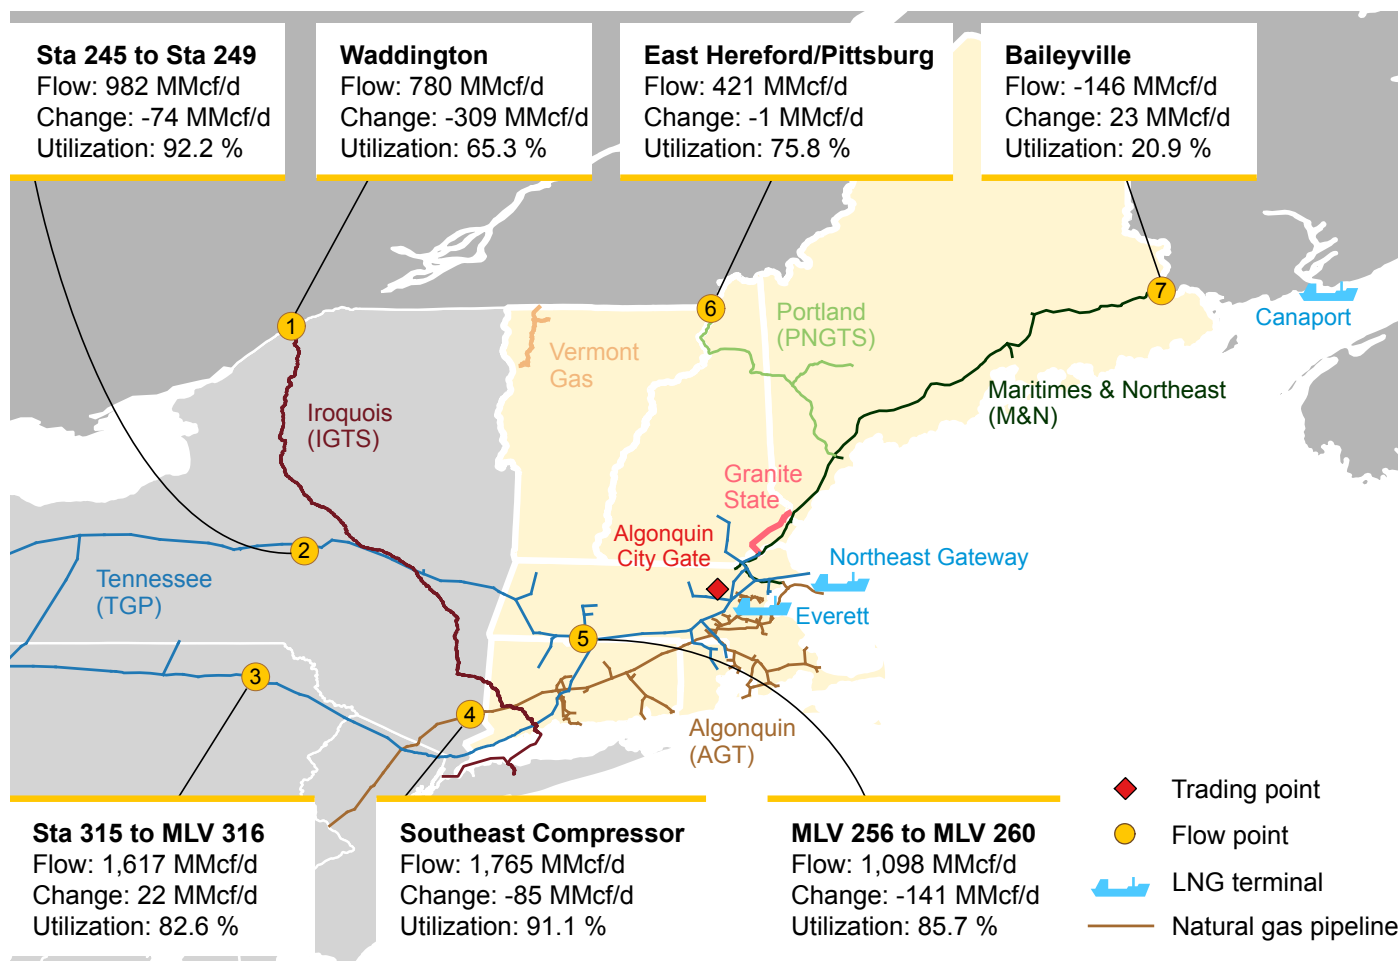 Sta 245 to Sta 249
Flow: 982 MMcf/d
Change: -74 MMcf/d
Utilization: 92.2 %
Waddington
Flow: 780 MMcf/d
Change: -309 MMcf/d
Utilization: 65.3 %
East Hereford/Pittsburg
Flow: 421 MMcf/d
Change: -1 MMcf/d
Utilization: 75.8 %
Baileyville
Flow: -146 MMcf/d
Change: 23 MMcf/d
Utilization: 20.9 %
7
6
1
Canaport
Portland
(PNGTS)
Vermont
Gas
Maritimes & Northeast
(M&N)
Iroquois
(IGTS)
Granite
State
Algonquin
City Gate
2
Northeast Gateway
Tennessee
(TGP)
Everett
5
3
4
Algonquin
(AGT)
Sta 315 to MLV 316
Flow: 1,617 MMcf/d
Change: 22 MMcf/d
Utilization: 82.6 %
Southeast Compressor
Flow: 1,765 MMcf/d
Change: -85 MMcf/d
Utilization: 91.1 %
MLV 256 to MLV 260
Flow: 1,098 MMcf/d
Change: -141 MMcf/d
Utilization: 85.7 %
Trading point
Flow point
LNG terminal
Natural gas pipeline